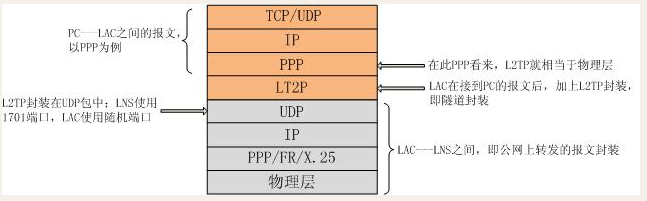 PC---LAC之间的报文，
以PPP为例
TCP/UDP
IP
PPP
LT2P
UDP
IP
PPP/FR/X.25
物理层
在此PPP看来，L2TP就相当于物理层
LAC在接到PC的报文后，加上L2TP封装，
即隧道封装
L2TP封装在UDP包中；LNS使用
1701端口，LAC使用随机端口
LAC---LNS之间，即公网上转发的报文封装